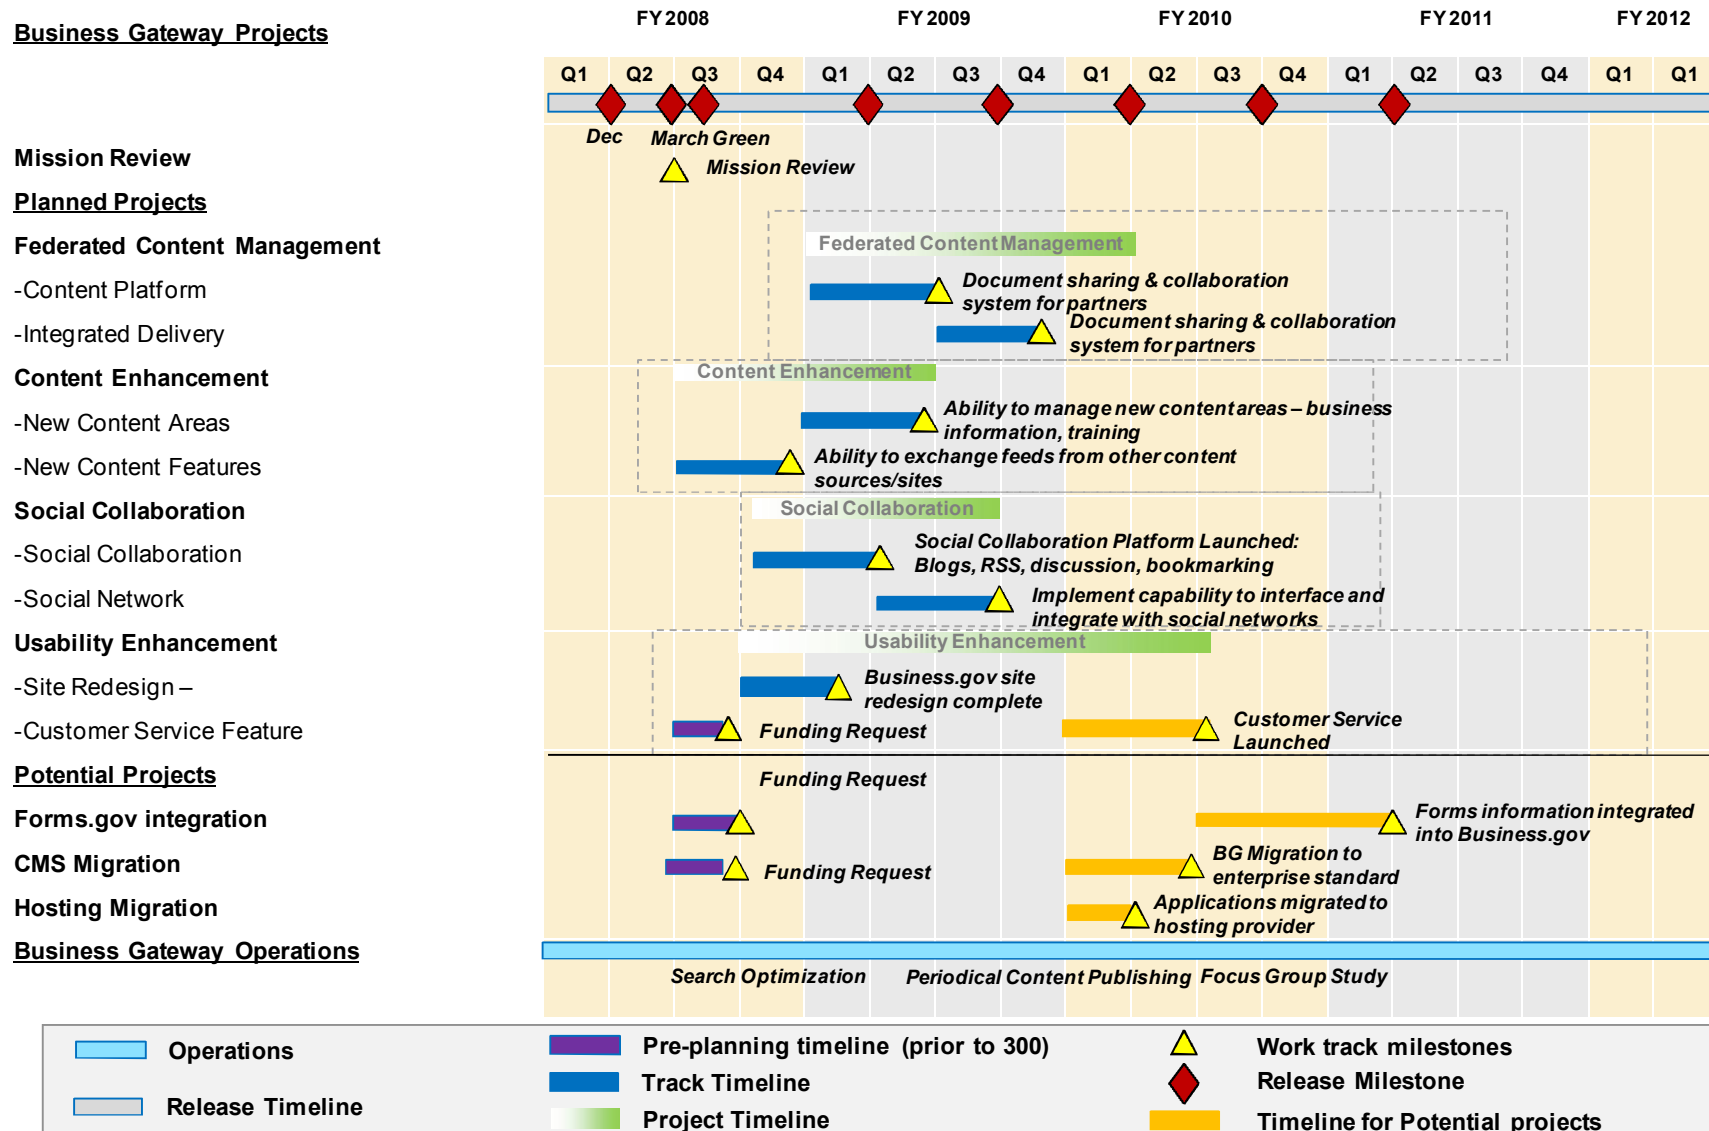 FY 2008 FY 2009 FY 2010 FY 2011 FY 2012
Business Gateway Projects
Q1 Q2 Q3 Q4 Q1 Q2 Q3 Q4 Q1 Q2 Q3 Q4 Q1 Q2 Q3 Q4 Q1 Q1
Dec March Green
Mission Review
Mission Review
Planned Projects
Federated Content Management
Federated Content Management
-Content Platform
Document sharing & collaboration
system for partners
-Integrated Delivery
Document sharing & collaboration
system for partners
Content Enhancement
Content Enhancement
-New Content Areas
Ability to manage new content areas – business
information, training
-New Content Features
Ability to exchange feeds from other content
sources/sites
Social Collaboration
Social Collaboration
-Social Collaboration
Social Collaboration Platform Launched:
Blogs, RSS, discussion, bookmarking
-Social Network
Implement capability to interface and
integrate with social networks
Usability Enhancement
Usability Enhancement
-Site Redesign –
Business.gov site
redesign complete
-Customer Service Feature
Funding Request
Customer Service
Launched
Potential Projects
Funding Request
Forms.gov integration
Forms information integrated
into Business.gov
CMS Migration
Funding Request
BG Migration to
enterprise standard
Hosting Migration
Applications migrated to
hosting provider
Business Gateway Operations
Search Optimization Periodical Content Publishing Focus Group Study
Operations
Release Timeline
Pre-planning timeline (prior to 300)
Track Timeline
Project Timeline
Work track milestones
Release Milestone
Timeline for Potential projects